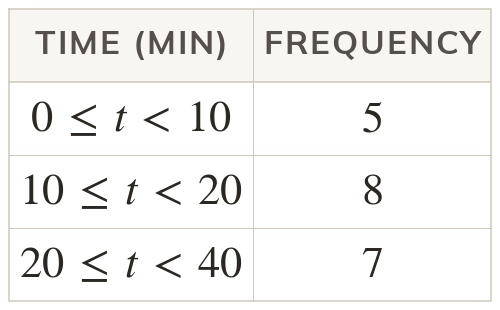 TIME (MIN) FREQUENCY
0 ≤ t < 10 5
10 ≤ t < 20 8
20 ≤ t < 40 7